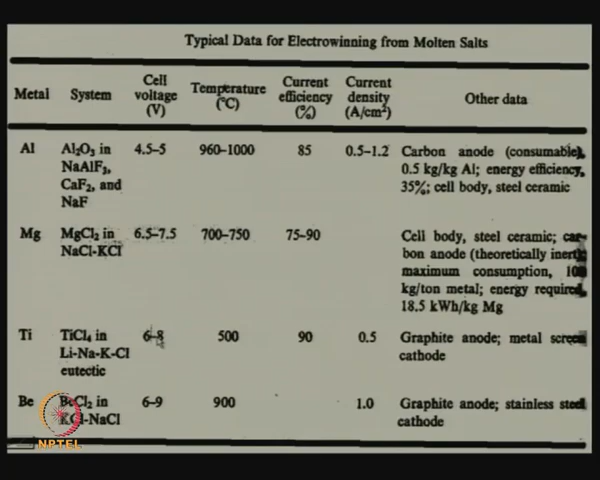 Typical Data for Electrowinning from Molten Salts
Metal System Cell voltage (V) Temperature (°C) Current efficiency (%) Current density (A/cm²) Other data
Al Al₂O₃ in 4.5–5 960–1000 85 0.5–1.2 Carbon anode (consumable),
NaAlF₃, 0.5 kg/kg Al; energy efficiency,
CaF₂, and 35%; cell body, steel ceramic
NaF
Mg MgCl₂ in 6.5–7.5 700–750 75–90 Cell body, steel ceramic; car-
NaCl-KCl bon anode (theoretically inert;
maximum consumption,
kg/ton metal; energy required,
18.5 kWh/kg Mg
Ti TiCl₄ in 6–8 500 90 0.5 Graphite anode; metal screen
Li-Na-K-Cl cathode
eutectic
Be BeCl₂ in 6–9 900 1.0 Graphite anode; stainless steel
KCl-NaCl cathode
NPTEL